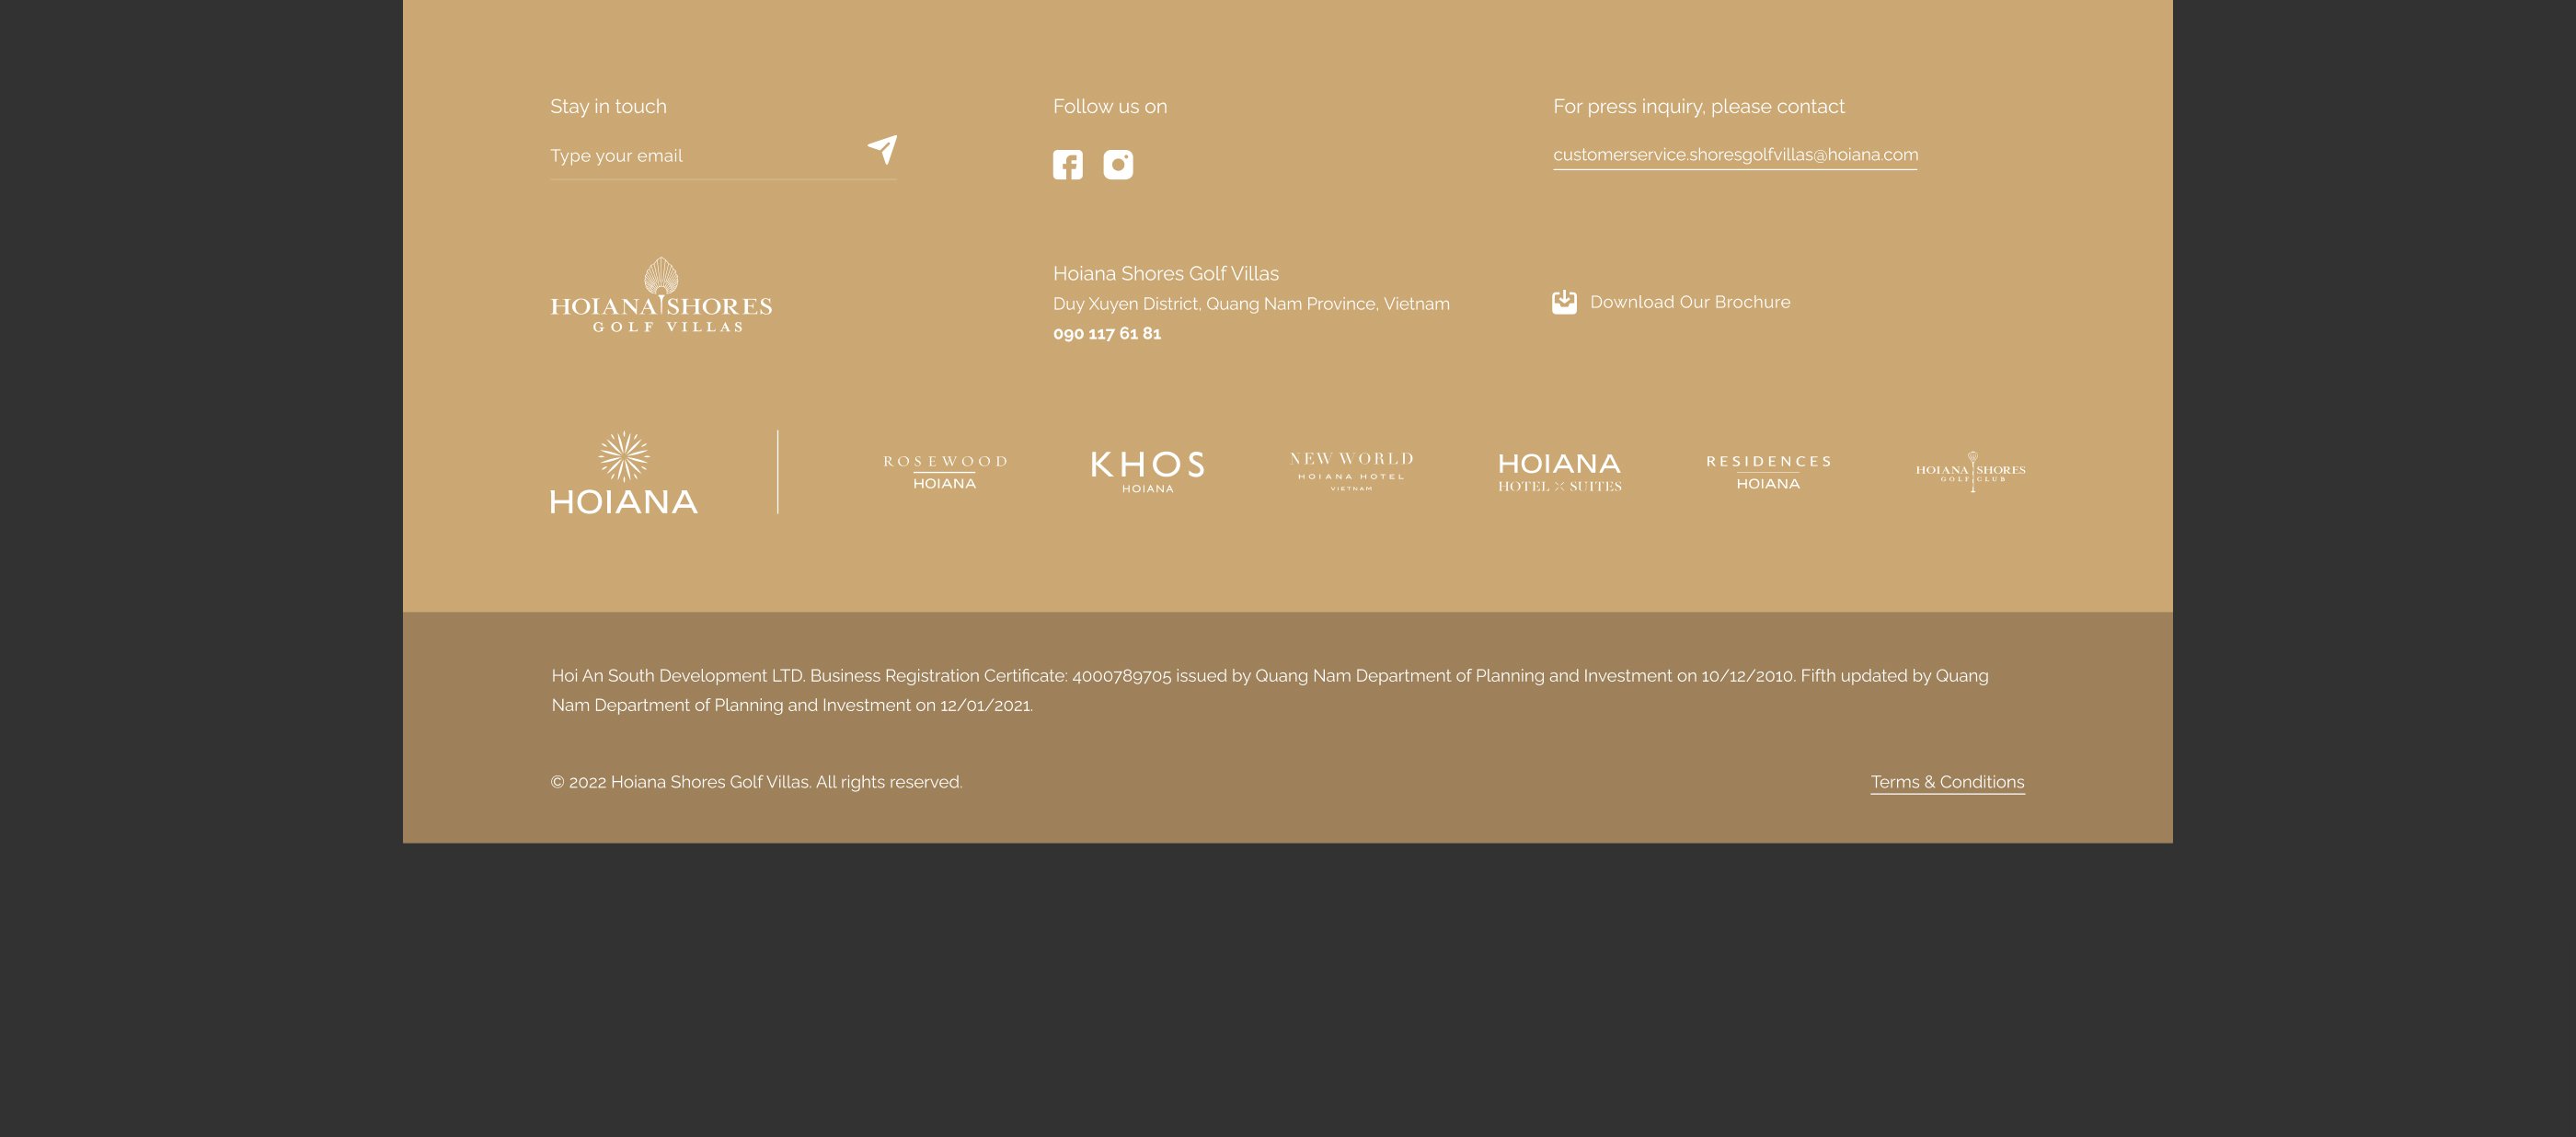 Stay in touch
Type your email
Follow us on
For press inquiry, please contact
customerservice.shoresgolfvillas@hoiana.com
HOIANA SHORES
GOLF VILLAS
Hoiana Shores Golf Villas
Duy Xuyen District, Quang Nam Province, Vietnam
090 117 61 81
Download Our Brochure
HOIANA
ROSEWOOD
HOIANA
KHOS
HOIANA
NEW WORLD
HOIANA HOTEL
VIETNAM
HOIANA
HOTEL X SUITES
RESIDENCES
HOIANA
HOIANA SHORES
GOLF CLUB
Hoi An South Development LTD. Business Registration Certificate: 4000789705 issued by Quang Nam Department of Planning and Investment on 10/12/2010. Fifth updated by Quang
Nam Department of Planning and Investment on 12/01/2021.
© 2022 Hoiana Shores Golf Villas. All rights reserved.
Terms & Conditions